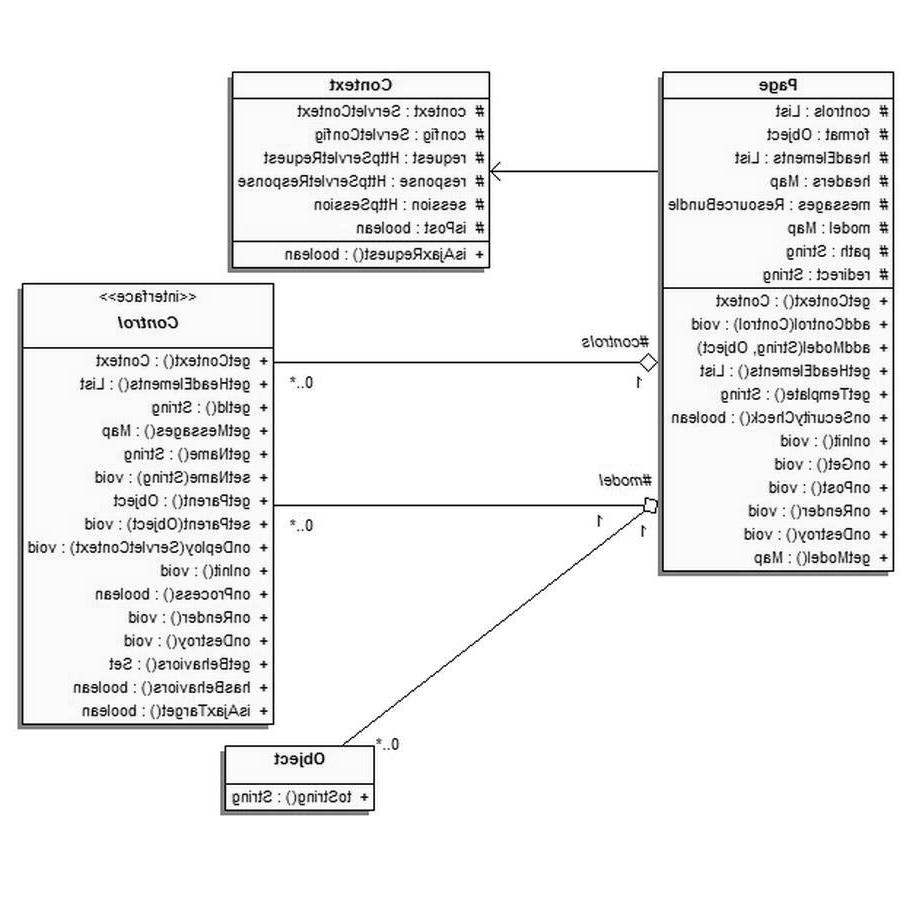 Page
# controls : List
# format : Object
# headElements : List
# headers : Map
# messages : ResourceBundle
# model : Map
# path : String
# redirect : String
+ getContext() : Context
+ addControl(Control) : void
+ addModel(String, Object)
+ getHeadElements() : List
+ getTemplate() : String
+ onSecurityCheck() : boolean
+ onInit() : void
+ onGet() : void
+ onPost() : void
+ onRender() : void
+ onDestroy() : void
+ getModel() : Map
Context
# context : ServletContext
# config : ServletConfig
# request : HttpServletRequest
# response : HttpServletResponse
# session : HttpSession
# isPost : boolean
+ isAjaxRequest() : boolean
#controls
1
0..*
#model
1
1
0..*
0..*
<<interface>>
Control
+ getContext() : Context
+ getHeadElements() : List
+ getId() : String
+ getMessages() : Map
+ getName() : String
+ setName(String) : void
+ getParent() : Object
+ setParent(Object) : void
+ onDeploy(ServletContext) : void
+ onInit() : void
+ onProcess() : boolean
+ onRender() : void
+ onDestroy() : void
+ getBehaviors() : Set
+ hasBehaviors() : boolean
+ isAjaxTarget() : boolean
Object
+ toString() : String